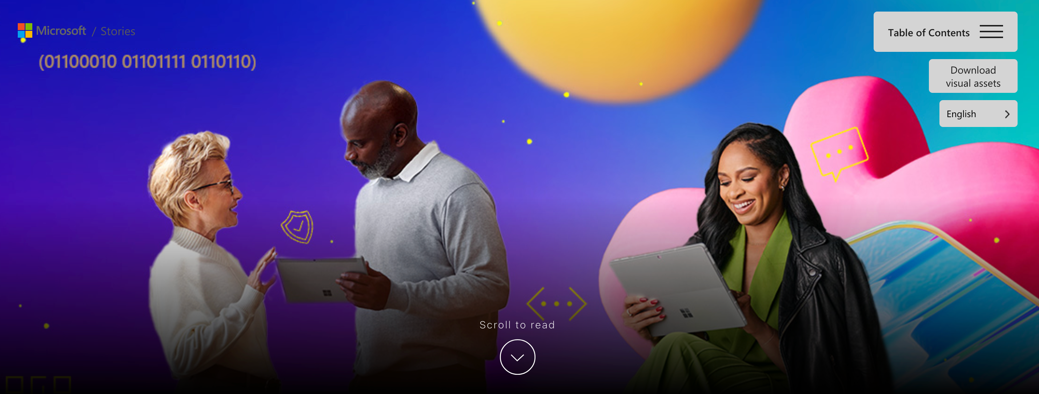 Microsoft / Stories
(01100010 01101111 0110110)
Table of Contents
Download
visual assets
English
Scroll to read